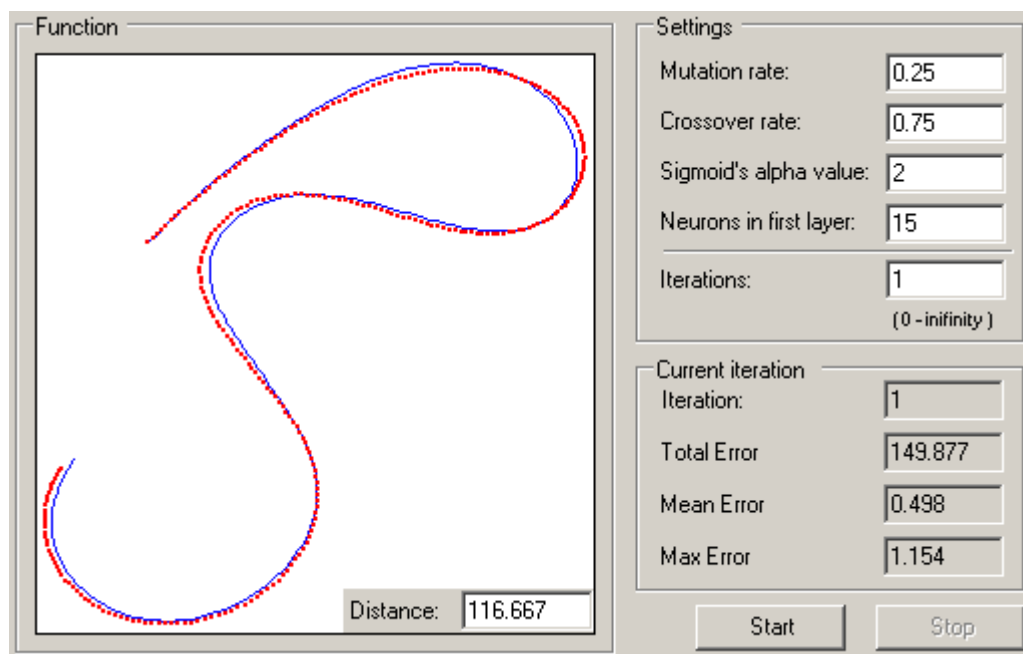 Function
Distance: 116.667
Settings
Mutation rate: 0.25
Crossover rate: 0.75
Sigmoid's alpha value: 2
Neurons in first layer: 15
Iterations: 1
( 0 - inifinity )
Current iteration
Iteration: 1
Total Error 149.877
Mean Error 0.498
Max Error 1.154
Start Stop